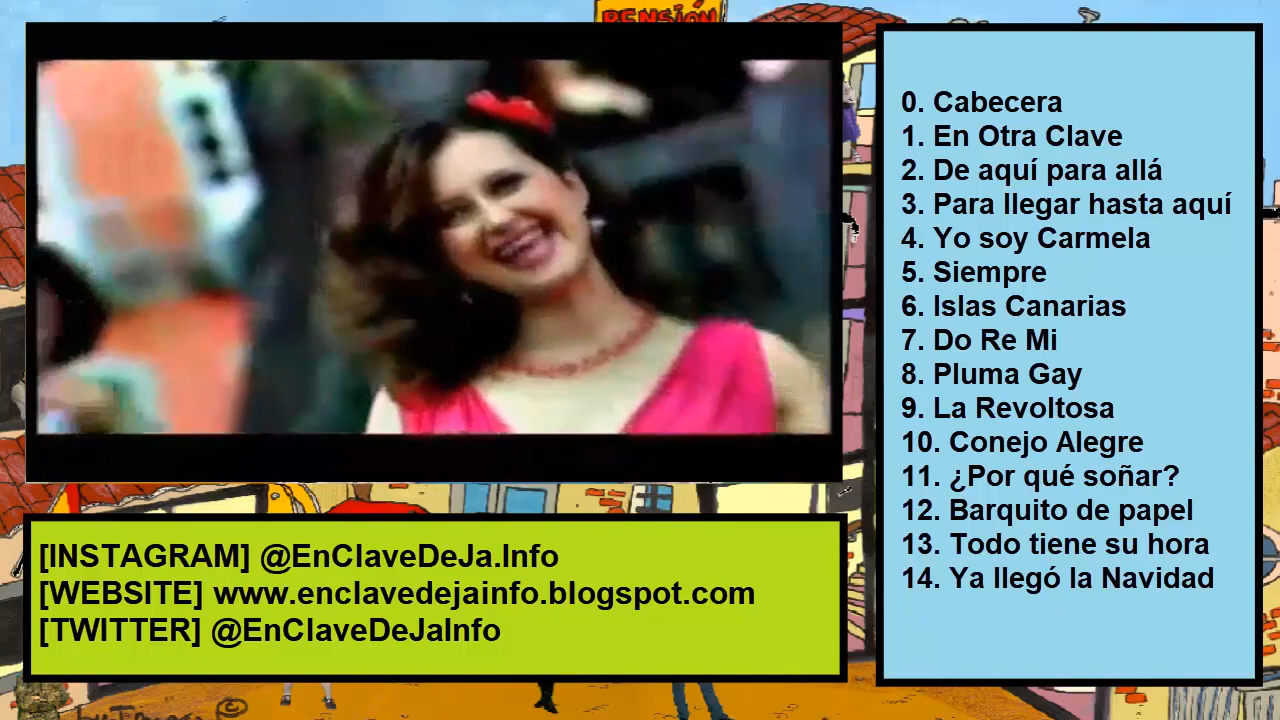 PENSIÓN
0. Cabecera
1. En Otra Clave
2. De aquí para allá
3. Para llegar hasta aquí
4. Yo soy Carmela
5. Siempre
6. Islas Canarias
7. Do Re Mi
8. Pluma Gay
9. La Revoltosa
10. Conejo Alegre
11. ¿Por qué soñar?
12. Barquito de papel
13. Todo tiene su hora
14. Ya llegó la Navidad
[INSTAGRAM] @EnClaveDeJa.Info
[WEBSITE] www.enclavedejainfo.blogspot.com
[TWITTER] @EnClaveDeJaInfo
©